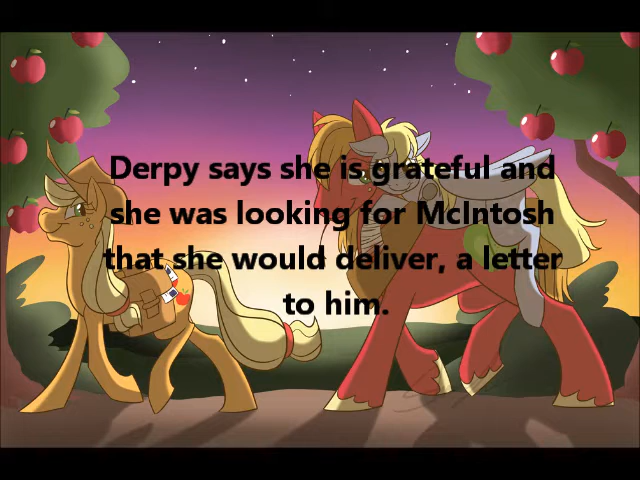 Derpy says she is grateful and
she was looking for McIntosh
that she would deliver, a letter
to him.